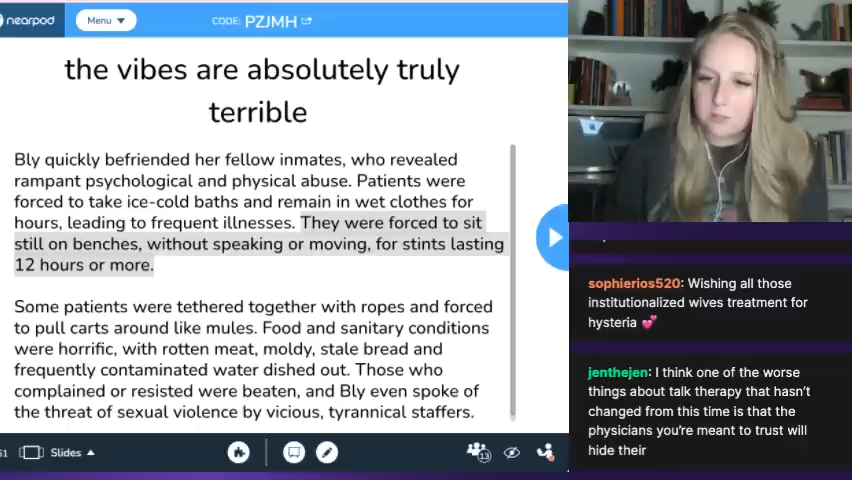 nearpod
Menu
CODE: PZJMH
the vibes are absolutely truly
terrible
Bly quickly befriended her fellow inmates, who revealed
rampant psychological and physical abuse. Patients were
forced to take ice-cold baths and remain in wet clothes for
hours, leading to frequent illnesses. They were forced to sit
still on benches, without speaking or moving, for stints lasting
12 hours or more.
Some patients were tethered together with ropes and forced
to pull carts around like mules. Food and sanitary conditions
were horrific, with rotten meat, moldy, stale bread and
frequently contaminated water dished out. Those who
complained or resisted were beaten, and Bly even spoke of
the threat of sexual violence by vicious, tyrannical staffers.
Slides
13
sophierios520: Wishing all those
institutionalized wives treatment for
hysteria 💞
jenthejen: I think one of the worse
things about talk therapy that hasn't
changed from this time is that the
physicians you're meant to trust will
hide their